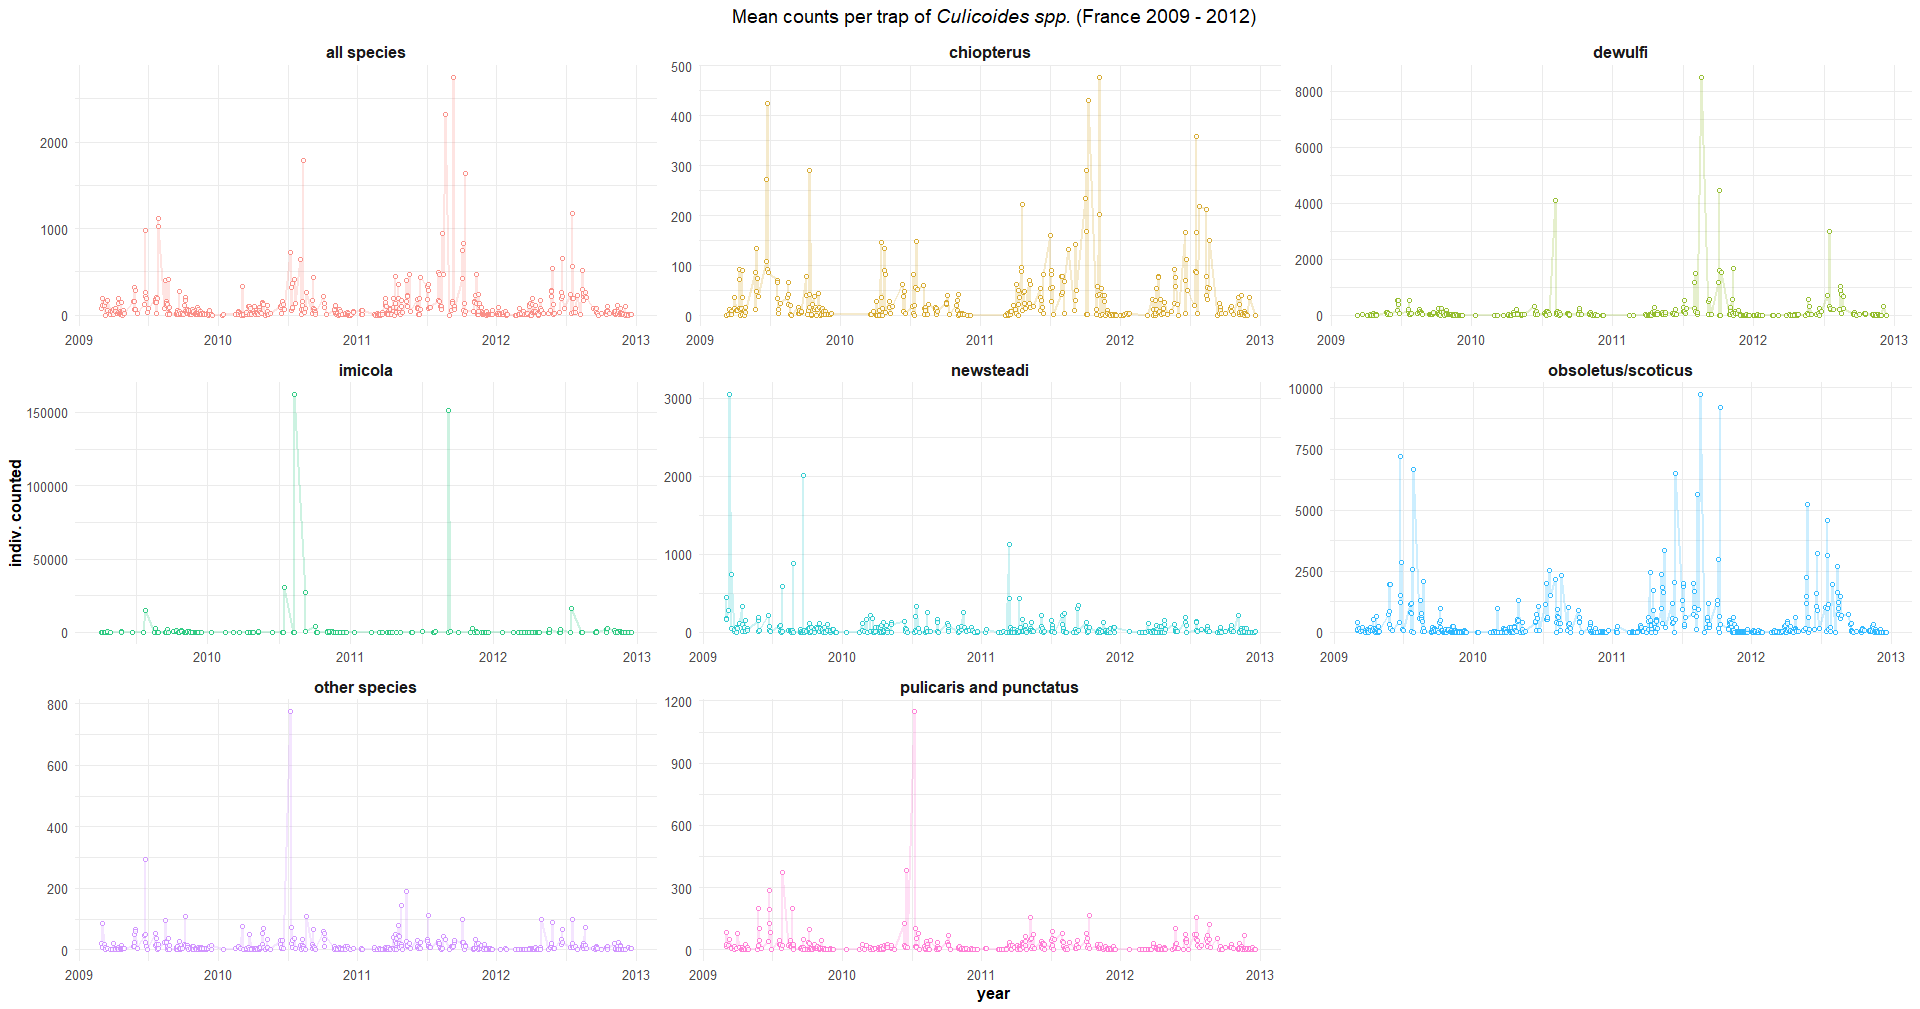 Mean counts per trap of Culicoides spp. (France 2009 - 2012)
all species
chiopterus
dewulfi
2000
1000
0
2009 2010 2011 2012 2013
500
400
300
200
100
0
2009 2010 2011 2012 2013
8000
6000
4000
2000
0
2009 2010 2011 2012 2013
imicola
newsteadi
obsoletus/scoticus
indiv. counted
150000
100000
50000
0
2010 2011 2012 2013
3000
2000
1000
0
2009 2010 2011 2012 2013
10000
7500
5000
2500
0
2009 2010 2011 2012 2013
other species
pulicaris and punctatus
800
600
400
200
0
2009 2010 2011 2012 2013
1200
900
600
300
0
2009 2010 2011 2012 2013
year